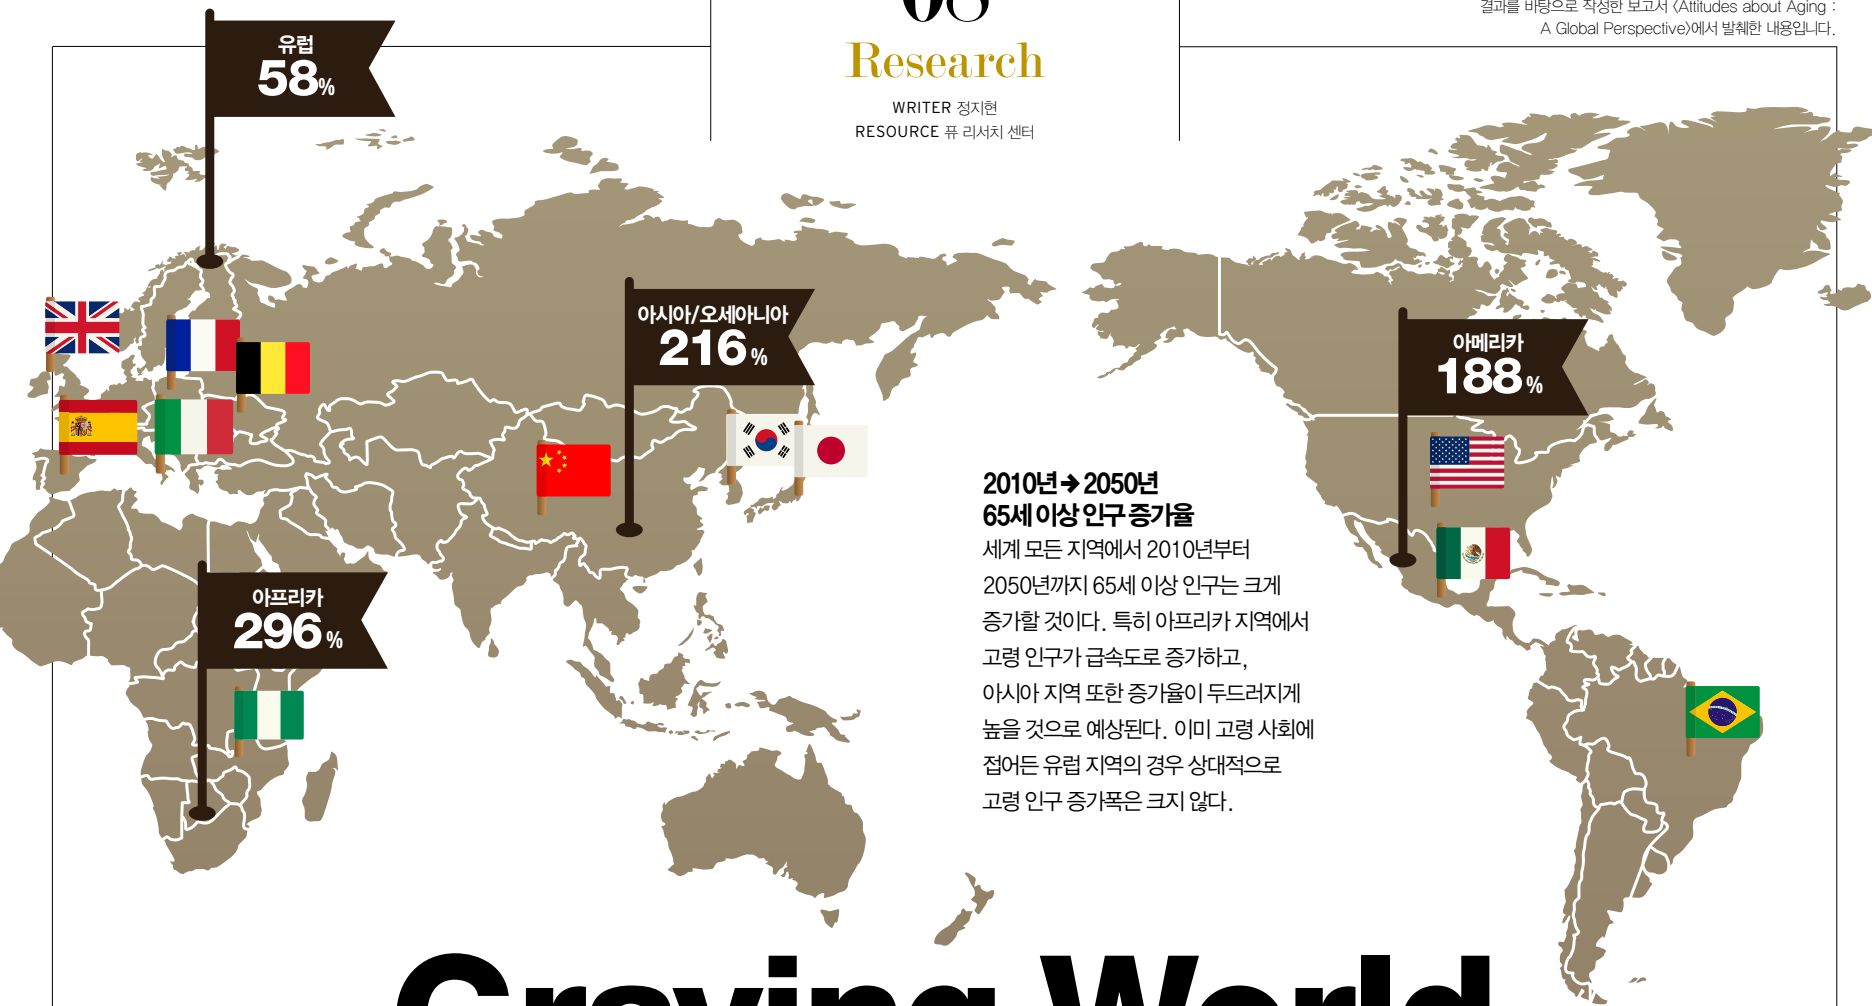 08
Research
WRITER 정지현
RESOURCE 퓨 리서치 센터
결과를 바탕으로 작성한 보고서 〈Attitudes about Aging :
A Global Perspective〉에서 발췌한 내용입니다.
유럽
58%
아시아/오세아니아
216%
아메리카
188%
아프리카
296%
2010년➔2050년
65세 이상 인구 증가율
세계 모든 지역에서 2010년부터
2050년까지 65세 이상 인구는 크게
증가할 것이다. 특히 아프리카 지역에서
고령 인구가 급속도로 증가하고,
아시아 지역 또한 증가율이 두드러지게
높을 것으로 예상된다. 이미 고령 사회에
접어든 유럽 지역의 경우 상대적으로
고령 인구 증가폭은 크지 않다.
Graying World